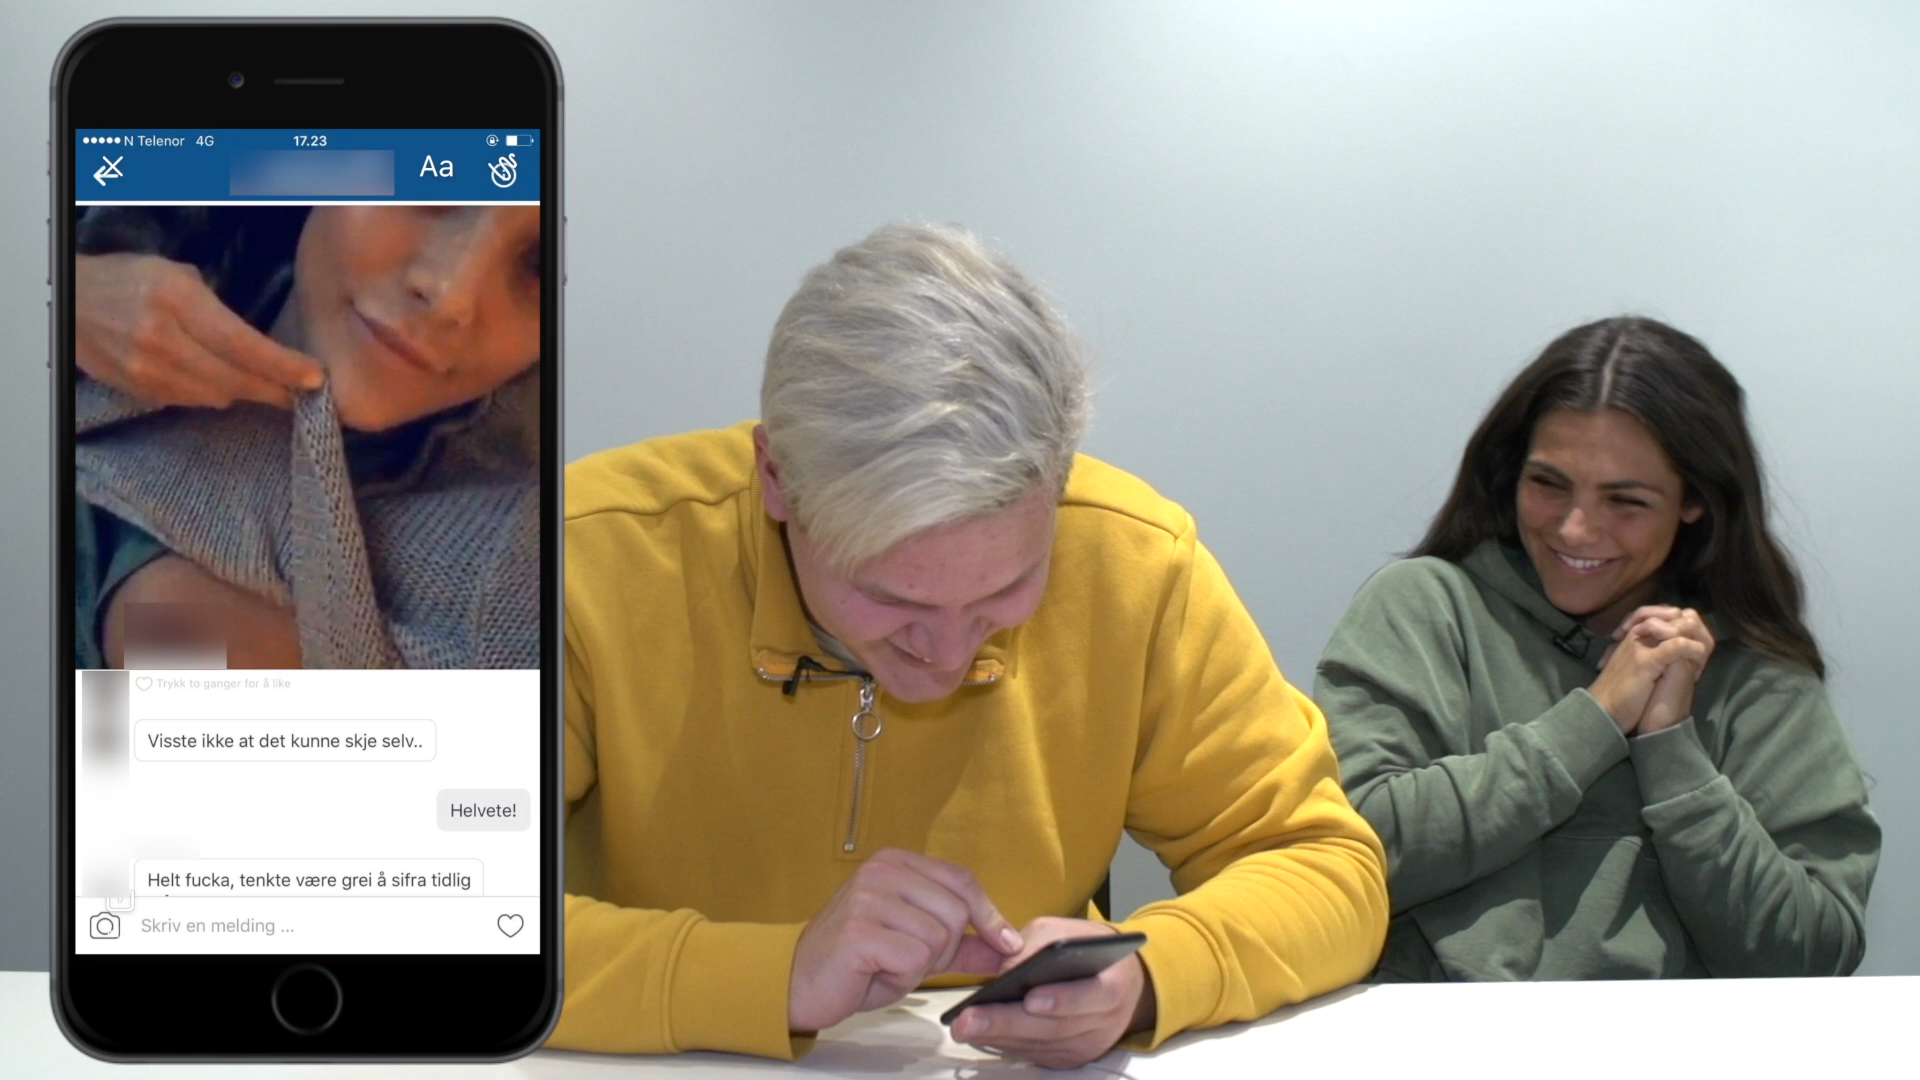 N Telenor 4G 17.23
Aa
Trykk to ganger for å like
Visste ikke at det kunne skje selv..
Helvete!
Helt fucka, tenkte være grei å sifra tidlig
Skriv en melding ...